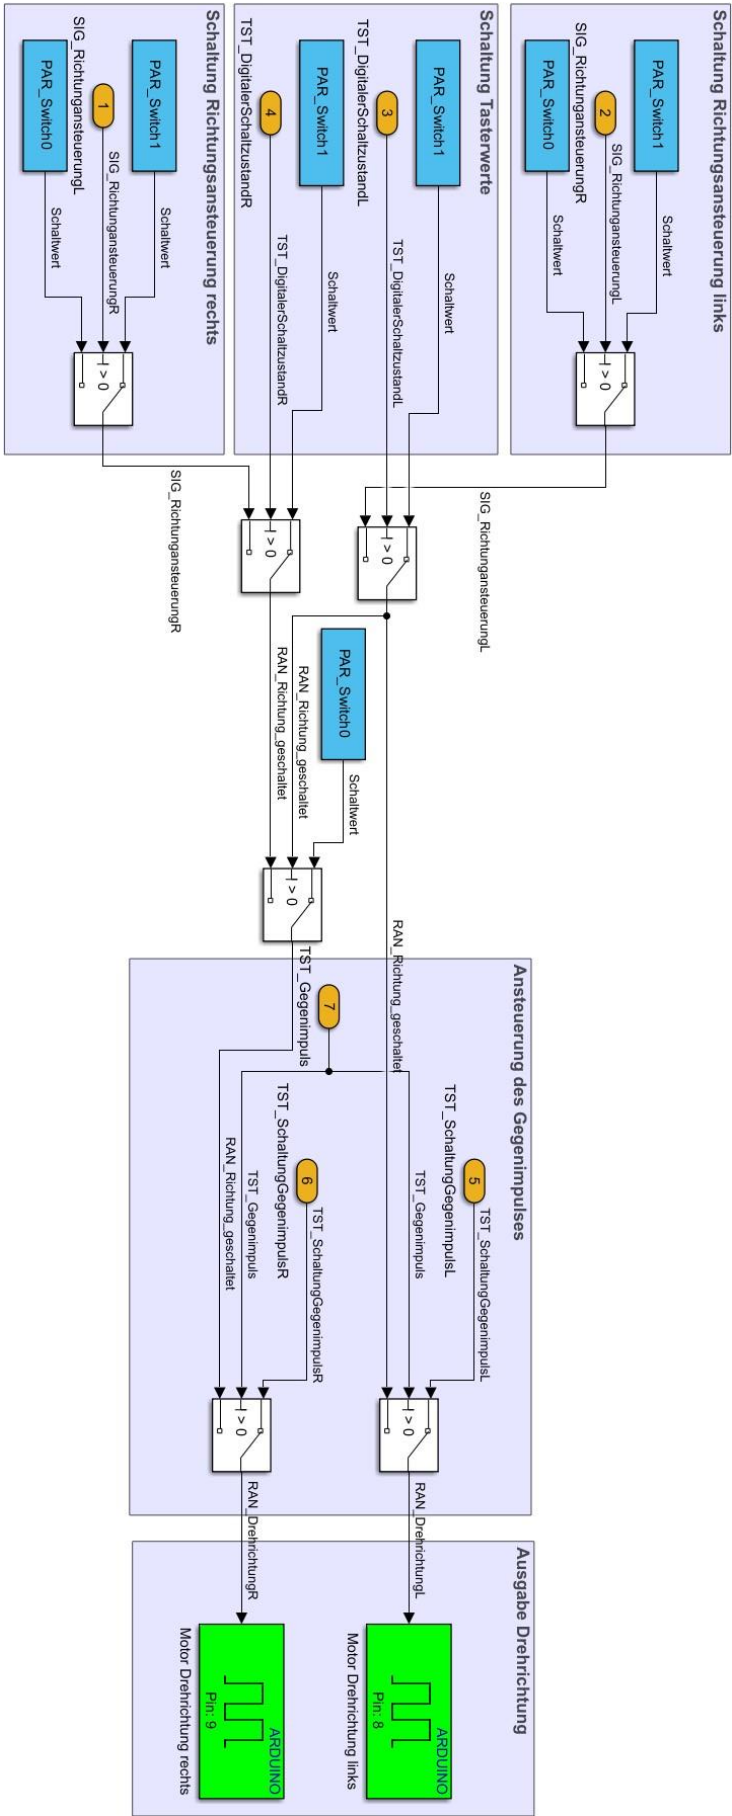 Schaltung Richtungsansteuerung links
PAR_Switch1
Schaltwert
2
SIG_RichtungansteuerungL
SIG_RichtungansteuerungR
PAR_Switch0
Schaltwert
> 0
SIG_RichtungansteuerungL
Schaltung Tasterwerte
PAR_Switch1
Schaltwert
3
TST_DigitalerSchaltzustandL
TST_DigitalerSchaltzustandL
> 0
PAR_Switch1
Schaltwert
4
TST_DigitalerSchaltzustandR
TST_DigitalerSchaltzustandR
> 0
Schaltung Richtungsansteuerung rechts
PAR_Switch1
Schaltwert
1
SIG_RichtungansteuerungR
SIG_RichtungansteuerungL
PAR_Switch0
Schaltwert
> 0
SIG_RichtungansteuerungR
PAR_Switch0
Schaltwert
RAN_Richtung_geschaltet
RAN_Richtung_geschaltet
> 0
RAN_Richtung_geschaltet
Ansteuerung des Gegenimpulses
5
TST_SchaltungGegenimpulsL
TST_SchaltungGegenimpulsL
TST_Gegenimpuls
> 0
7
TST_Gegenimpuls
6
TST_SchaltungGegenimpulsR
TST_SchaltungGegenimpulsR
TST_Gegenimpuls
RAN_Richtung_geschaltet
> 0
RAN_DrehrichtungL
RAN_DrehrichtungR
Ausgabe Drehrichtung
ARDUINO
Pin: 8
Motor Drehrichtung links
ARDUINO
Pin: 9
Motor Drehrichtung rechts